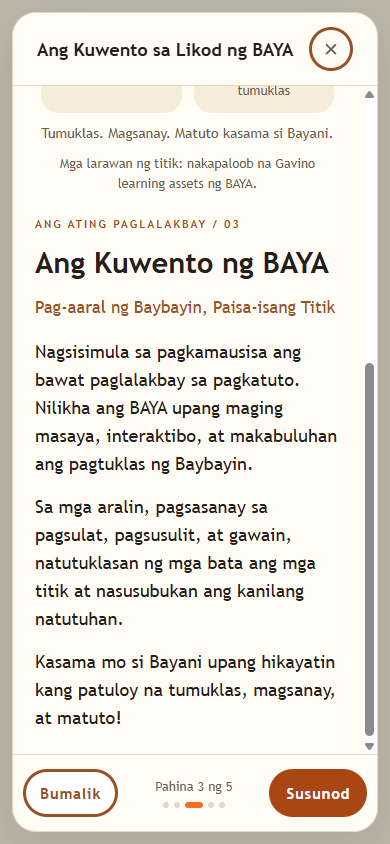 Ang Kuwento sa Likod ng BAYA
tumuklas
Tumuklas. Magsanay. Matuto kasama si Bayani.
Mga larawan ng titik: nakapaloob na Gavino
learning assets ng BAYA.
ANG ATING PAGLALAKBAY / 03
Ang Kuwento ng BAYA
Pag-aaral ng Baybayin, Paisa-isang Titik
Nagsisimula sa pagkamausisa ang
bawat paglalakbay sa pagkatuto.
Nilikha ang BAYA upang maging
masaya, interaktibo, at makabuluhan
ang pagtuklas ng Baybayin.
Sa mga aralin, pagsasanay sa
pagsulat, pagsusulit, at gawain,
natutuklasan ng mga bata ang mga
titik at nasusubukan ang kanilang
natutuhan.
Kasama mo si Bayani upang hikayatin
kang patuloy na tumuklas, magsanay,
at matuto!
Bumalik
Pahina 3 ng 5
Susunod